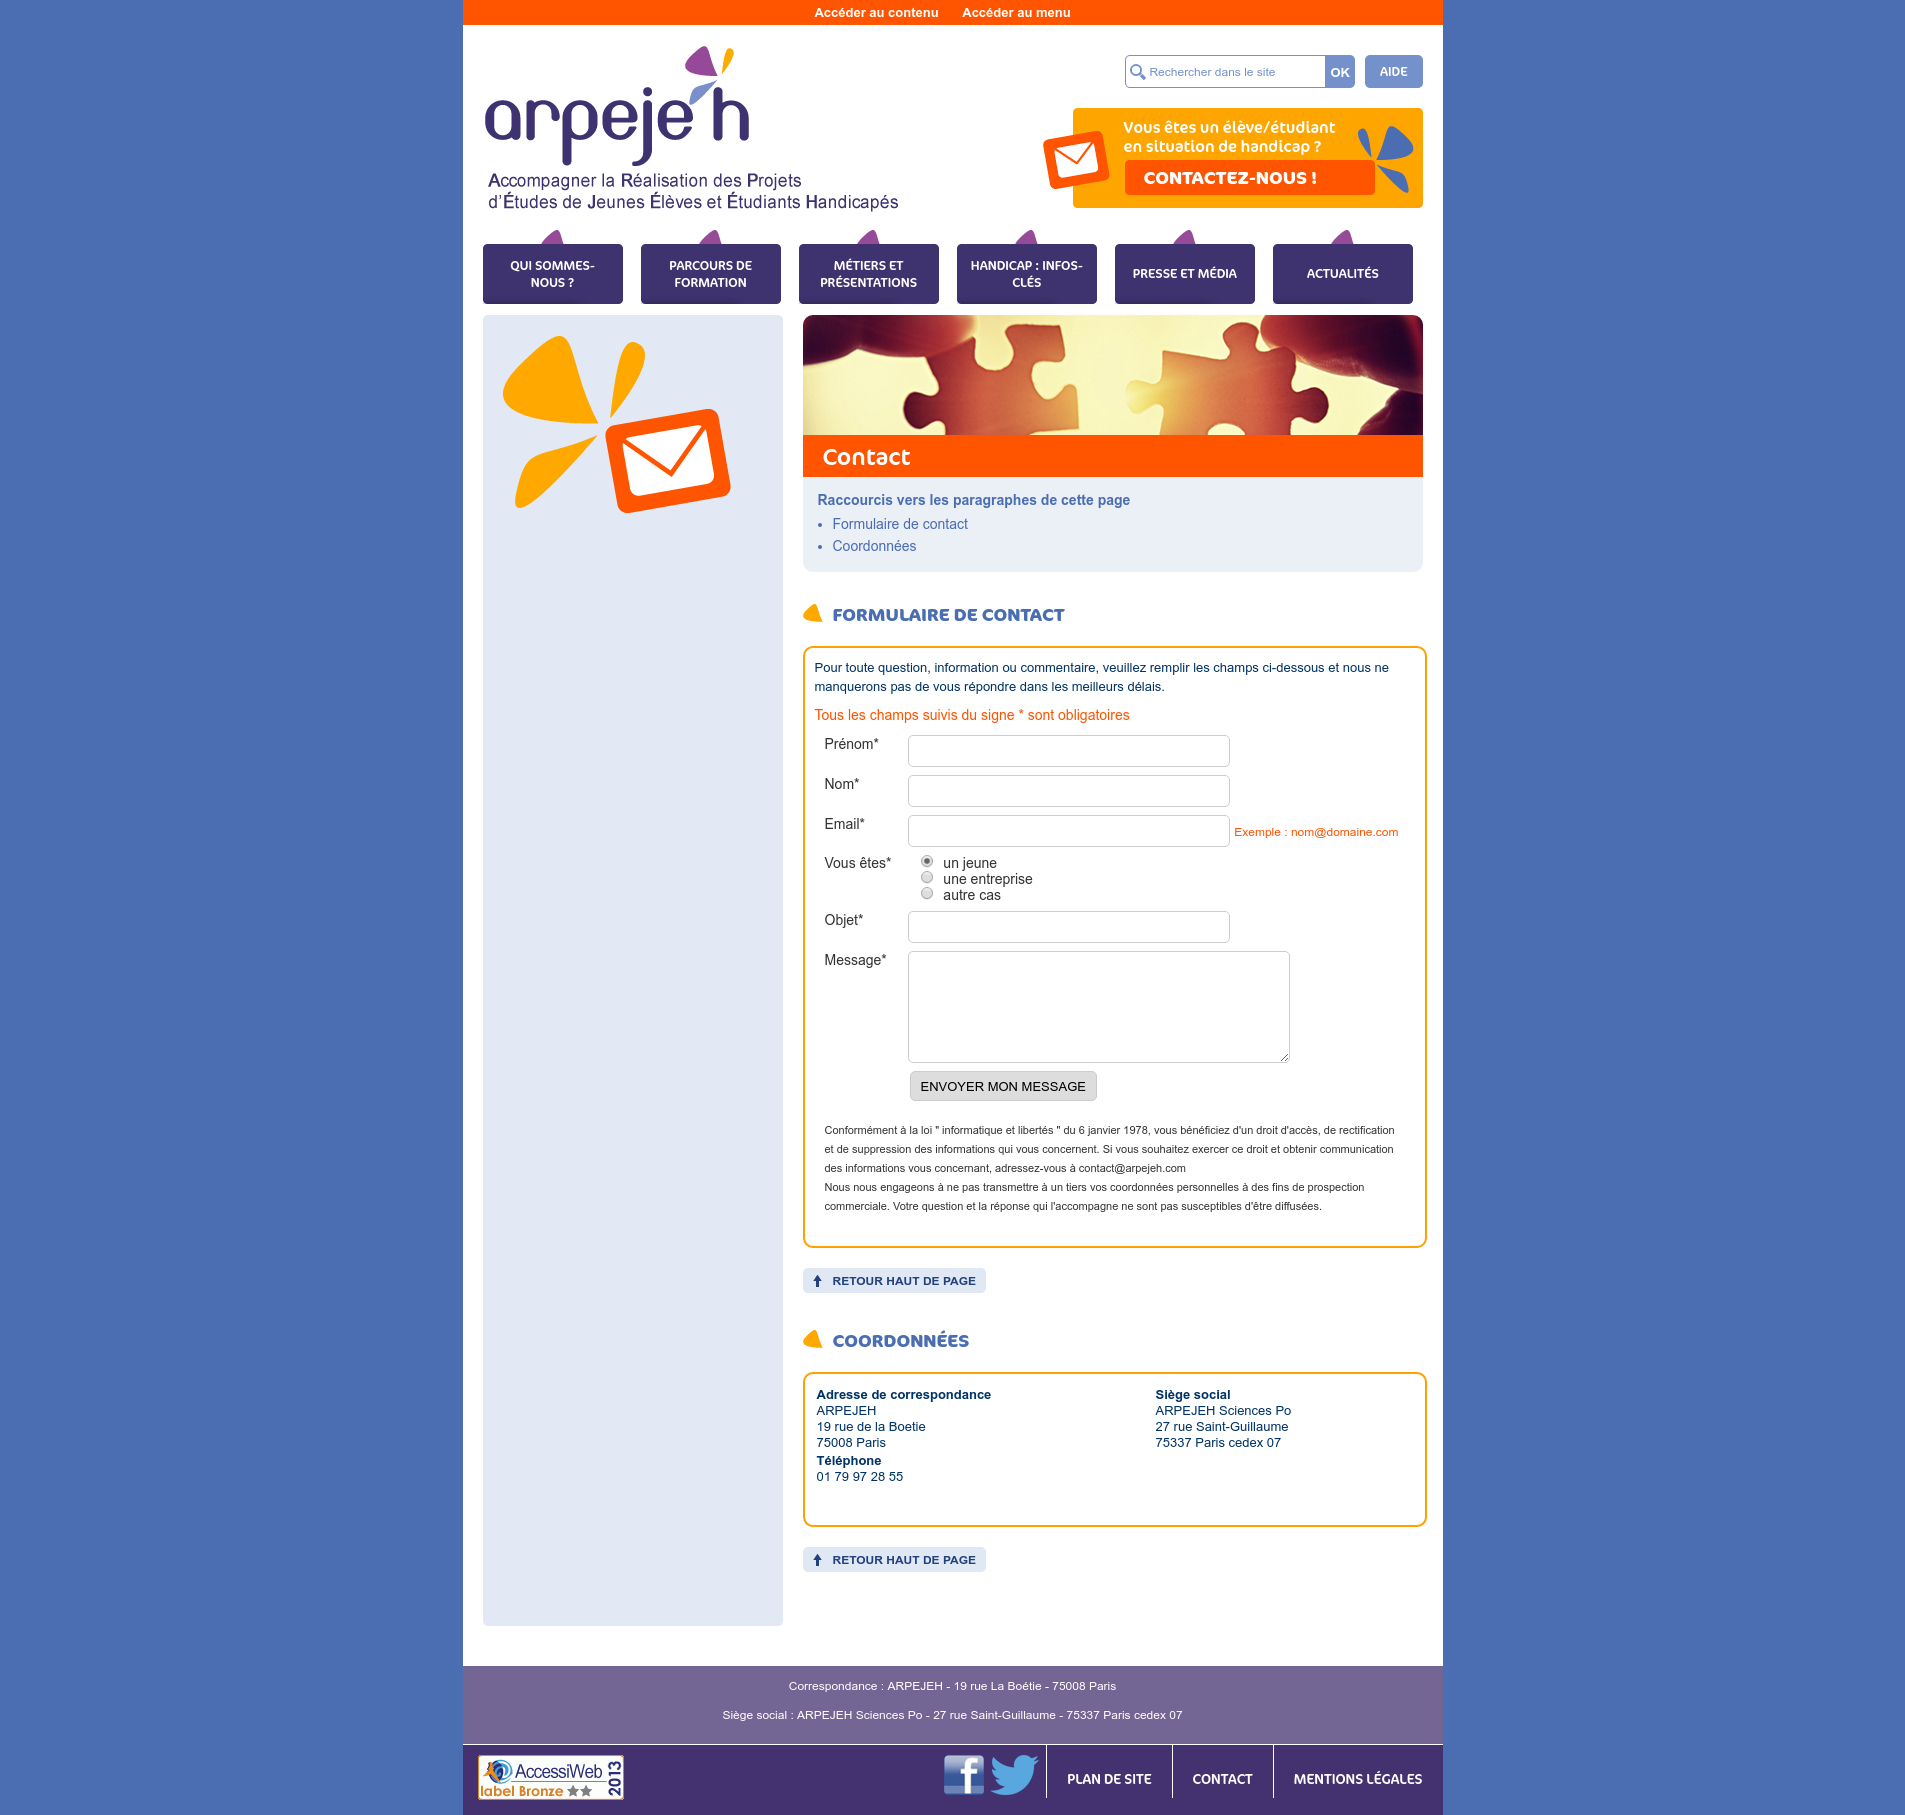 Accéder au contenu Accéder au menu
arpejeh
Accompagner la Réalisation des Projets
d'Études de Jeunes Élèves et Étudiants Handicapés
Rechercher dans le site OK AIDE
Vous êtes un élève/étudiant
en situation de handicap ?
CONTACTEZ-NOUS !
QUI SOMMES-
NOUS ?
PARCOURS DE
FORMATION
MÉTIERS ET
PRÉSENTATIONS
HANDICAP : INFOS-
CLÉS
PRESSE ET MÉDIA
ACTUALITÉS
Contact
Raccourcis vers les paragraphes de cette page
• Formulaire de contact
• Coordonnées
FORMULAIRE DE CONTACT
Pour toute question, information ou commentaire, veuillez remplir les champs ci-dessous et nous ne
manquerons pas de vous répondre dans les meilleurs délais.
Tous les champs suivis du signe * sont obligatoires
Prénom*
Nom*
Email* Exemple : nom@domaine.com
Vous êtes* un jeune
une entreprise
autre cas
Objet*
Message*
ENVOYER MON MESSAGE
Conformément à la loi " informatique et libertés " du 6 janvier 1978, vous bénéficiez d'un droit d'accès, de rectification
et de suppression des informations qui vous concernent. Si vous souhaitez exercer ce droit et obtenir communication
des informations vous concernant, adressez-vous à contact@arpejeh.com
Nous nous engageons à ne pas transmettre à un tiers vos coordonnées personnelles à des fins de prospection
commerciale. Votre question et la réponse qui l'accompagne ne sont pas susceptibles d'être diffusées.
RETOUR HAUT DE PAGE
COORDONNÉES
Adresse de correspondance
ARPEJEH
19 rue de la Boetie
75008 Paris
Téléphone
01 79 97 28 55
Siège social
ARPEJEH Sciences Po
27 rue Saint-Guillaume
75337 Paris cedex 07
RETOUR HAUT DE PAGE
Correspondance : ARPEJEH - 19 rue La Boétie - 75008 Paris
Siège social : ARPEJEH Sciences Po - 27 rue Saint-Guillaume - 75337 Paris cedex 07
AccessiWeb
label Bronze
2013
f
PLAN DE SITE CONTACT MENTIONS LÉGALES